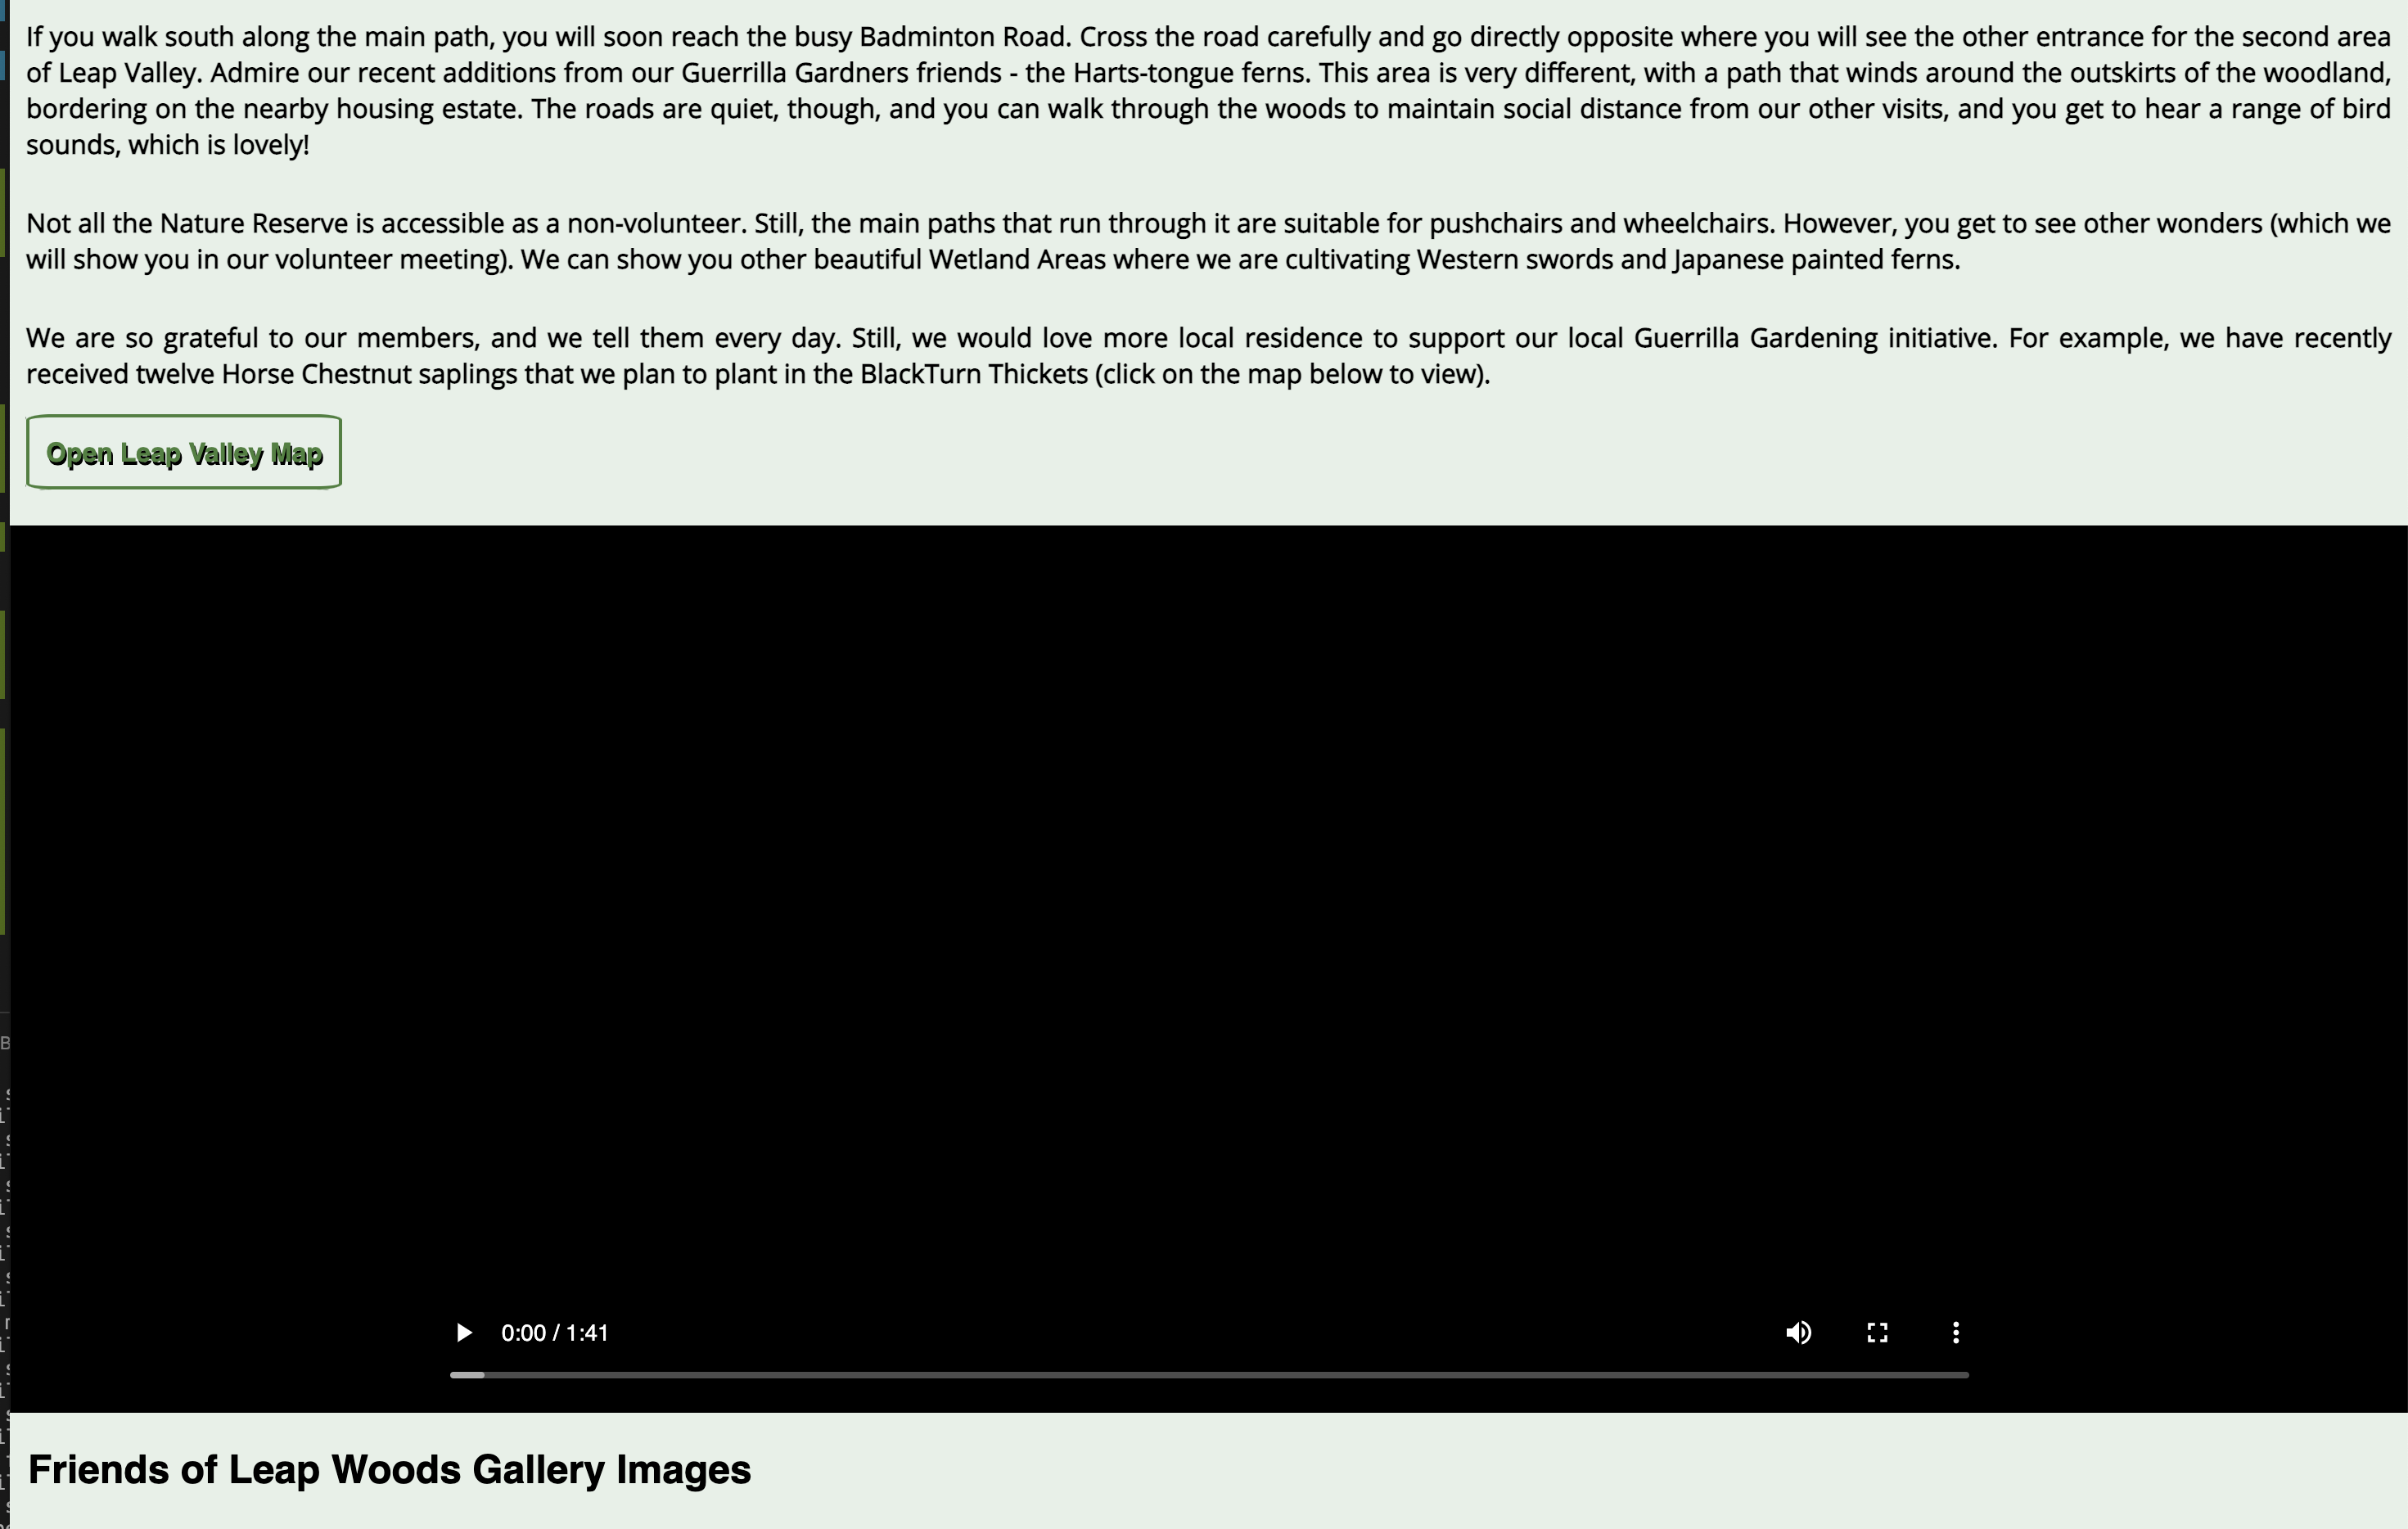 If you walk south along the main path, you will soon reach the busy Badminton Road. Cross the road carefully and go directly opposite where you will see the other entrance for the second area
of Leap Valley. Admire our recent additions from our Guerrilla Gardners friends - the Harts-tongue ferns. This area is very different, with a path that winds around the outskirts of the woodland,
bordering on the nearby housing estate. The roads are quiet, though, and you can walk through the woods to maintain social distance from our other visits, and you get to hear a range of bird
sounds, which is lovely!
Not all the Nature Reserve is accessible as a non-volunteer. Still, the main paths that run through it are suitable for pushchairs and wheelchairs. However, you get to see other wonders (which we
will show you in our volunteer meeting). We can show you other beautiful Wetland Areas where we are cultivating Western swords and Japanese painted ferns.
We are so grateful to our members, and we tell them every day. Still, we would love more local residence to support our local Guerrilla Gardening initiative. For example, we have recently
received twelve Horse Chestnut saplings that we plan to plant in the BlackTurn Thickets (click on the map below to view).
Open Leap Valley Map
0:00 / 1:41
Friends of Leap Woods Gallery Images